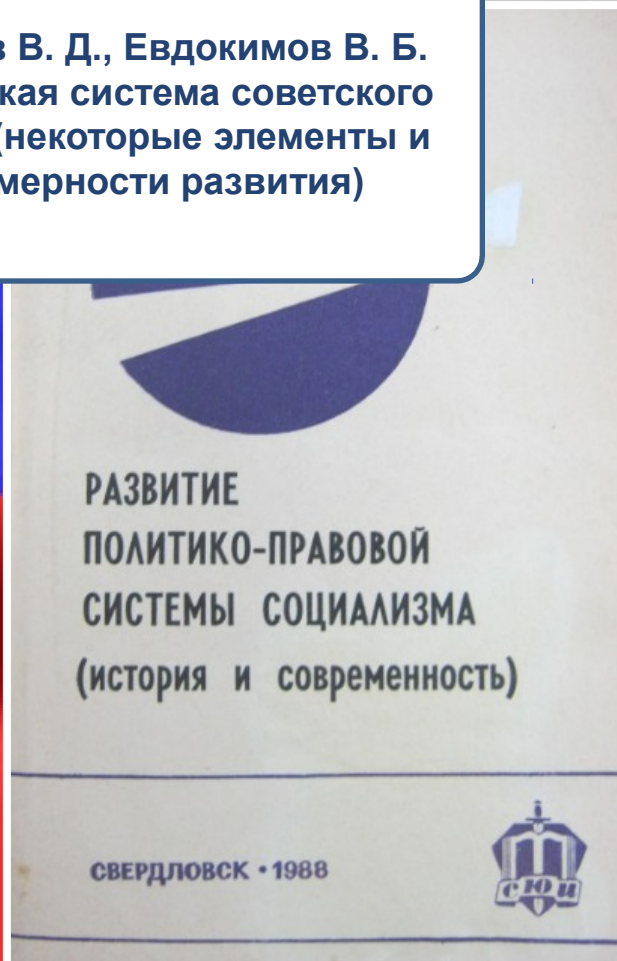 в В. Д., Евдокимов В. Б.
кая система советского
(некоторые элементы и
мерности развития)
РАЗВИТИЕ
ПОЛИТИКО-ПРАВОВОЙ
СИСТЕМЫ СОЦИАЛИЗМА
(история и современность)
СВЕРДЛОВСК • 1988
СЮИ